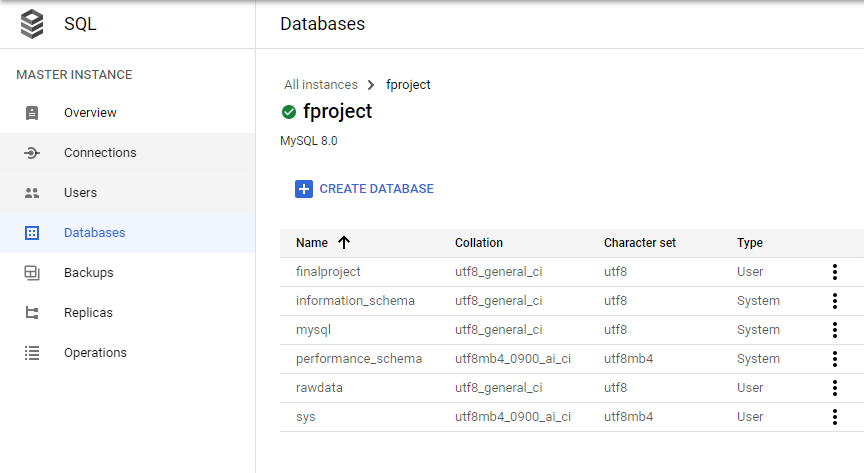 SQL
Databases
MASTER INSTANCE
Overview
Connections
Users
Databases
Backups
Replicas
Operations
All instances > fproject
fproject
MySQL 8.0
CREATE DATABASE
Name Collation Character set Type
finalproject utf8_general_ci utf8 User
information_schema utf8_general_ci utf8 System
mysql utf8_general_ci utf8 System
performance_schema utf8mb4_0900_ai_ci utf8mb4 System
rawdata utf8_general_ci utf8 User
sys utf8mb4_0900_ai_ci utf8mb4 User